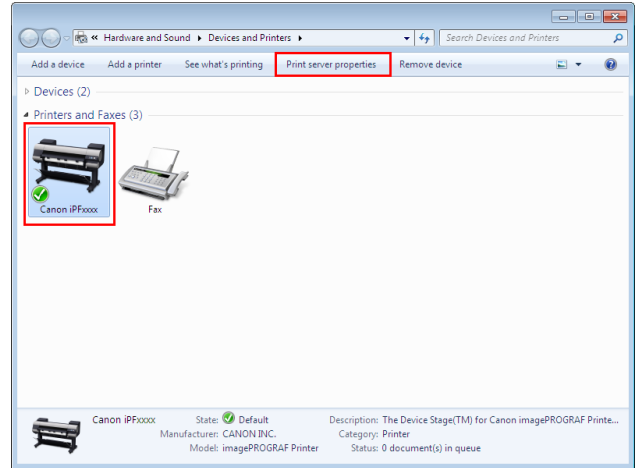 « Hardware and Sound ▸ Devices and Printers ▸ Search Devices and Printers
Add a device Add a printer See what's printing Print server properties Remove device
Devices (2)
Printers and Faxes (3)
Canon iPFxxxx Fax
Canon iPFxxxx State: Default Description: The Device Stage(TM) for Canon imagePROGRAF Printe...
Manufacturer: CANON INC. Category: Printer
Model: imagePROGRAF Printer Status: 0 document(s) in queue